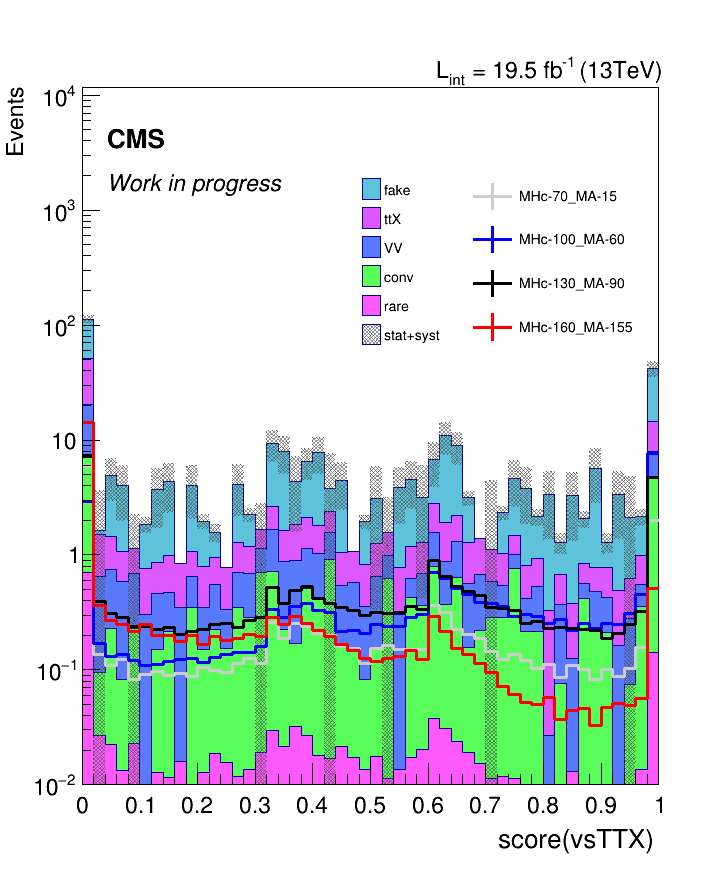 L_int = 19.5 fb^-1 (13TeV)
Events
CMS
Work in progress
fake
ttX
VV
conv
rare
stat+syst
MHc-70_MA-15
MHc-100_MA-60
MHc-130_MA-90
MHc-160_MA-155
10^4
10^3
10^2
10
1
10^−1
10^−2
0 0.1 0.2 0.3 0.4 0.5 0.6 0.7 0.8 0.9 1
score(vsTTX)